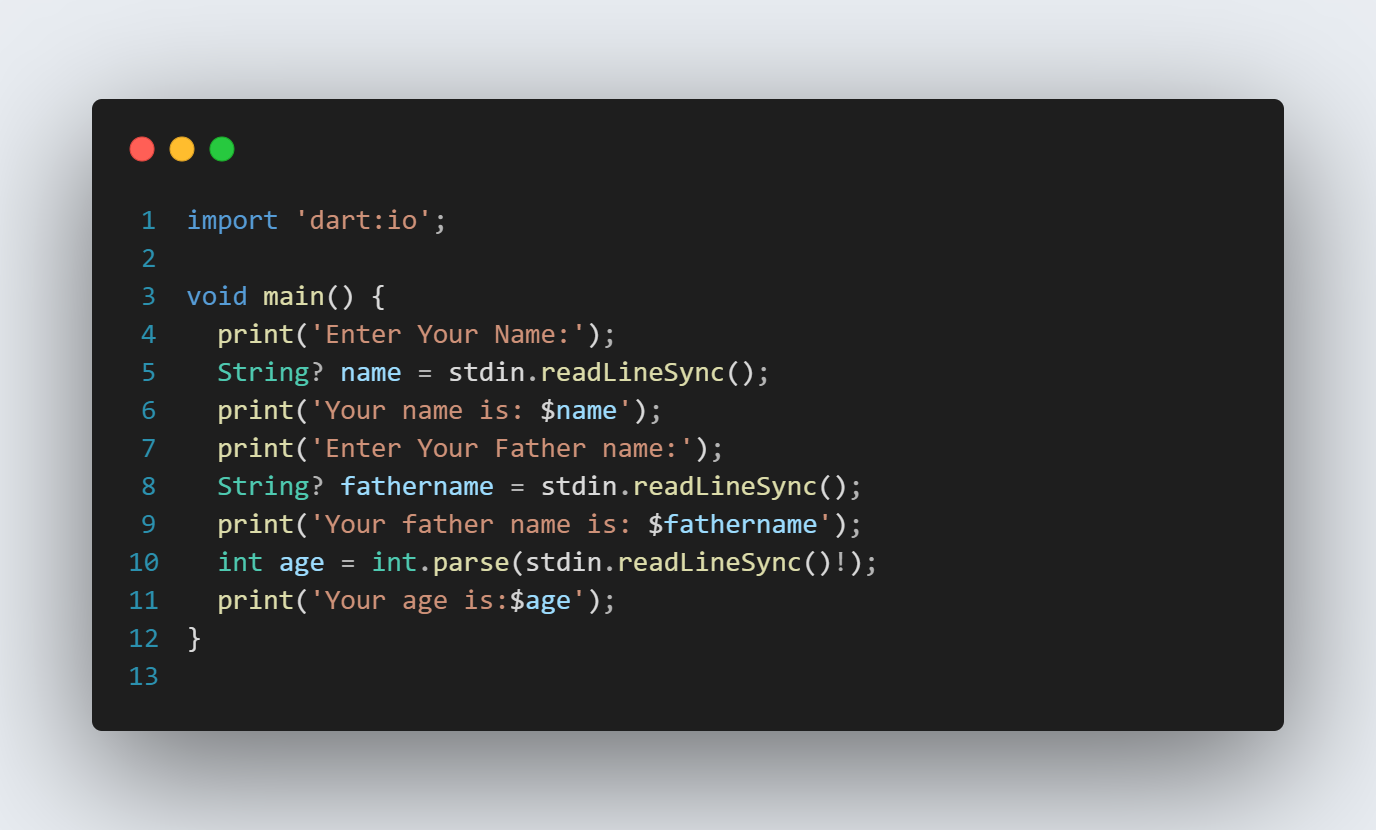 1 import 'dart:io';
2
3 void main() {
4   print('Enter Your Name:');
5   String? name = stdin.readLineSync();
6   print('Your name is: $name');
7   print('Enter Your Father name:');
8   String? fathername = stdin.readLineSync();
9   print('Your father name is: $fathername');
10   int age = int.parse(stdin.readLineSync()!);
11   print('Your age is:$age');
12 }
13